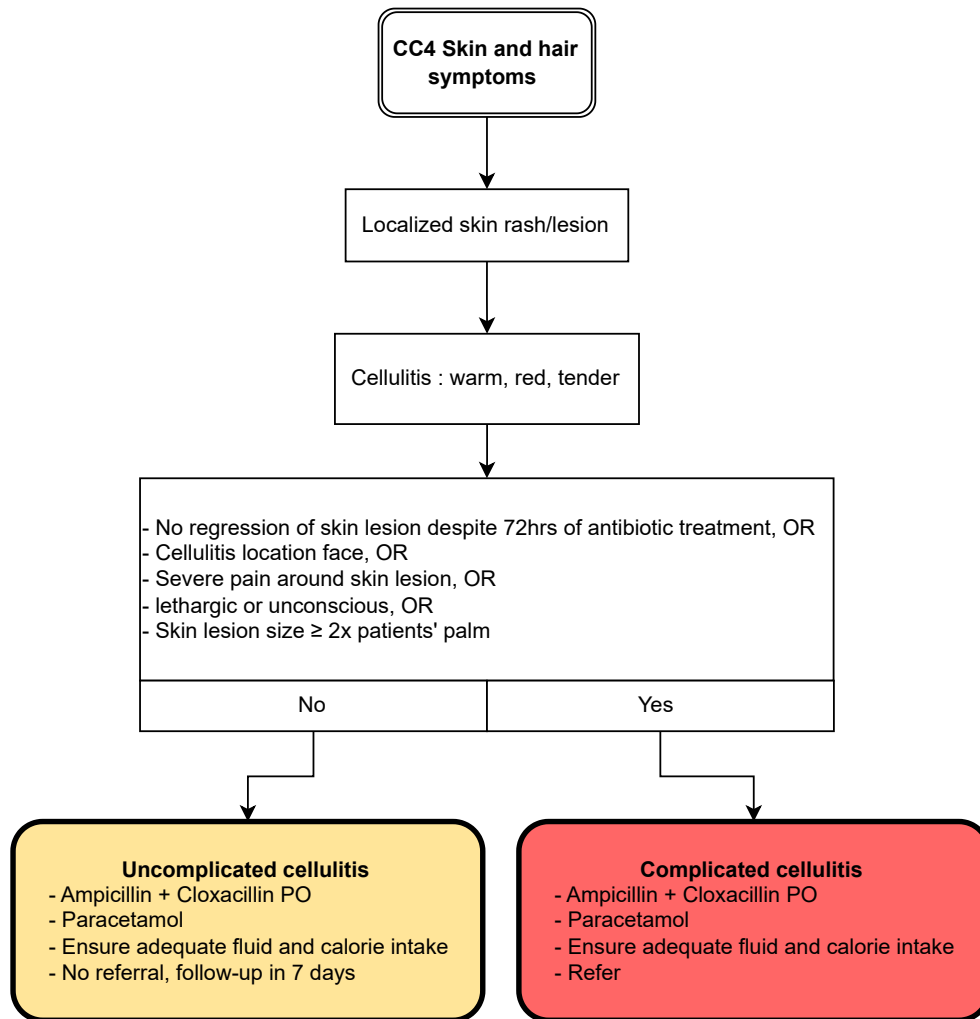 CC4 Skin and hair
symptoms
Localized skin rash/lesion
Cellulitis : warm, red, tender
- No regression of skin lesion despite 72hrs of antibiotic treatment, OR
- Cellulitis location face, OR
- Severe pain around skin lesion, OR
- lethargic or unconscious, OR
- Skin lesion size ≥ 2x patients' palm
No
Yes
Uncomplicated cellulitis
- Ampicillin + Cloxacillin PO
- Paracetamol
- Ensure adequate fluid and calorie intake
- No referral, follow-up in 7 days
Complicated cellulitis
- Ampicillin + Cloxacillin PO
- Paracetamol
- Ensure adequate fluid and calorie intake
- Refer